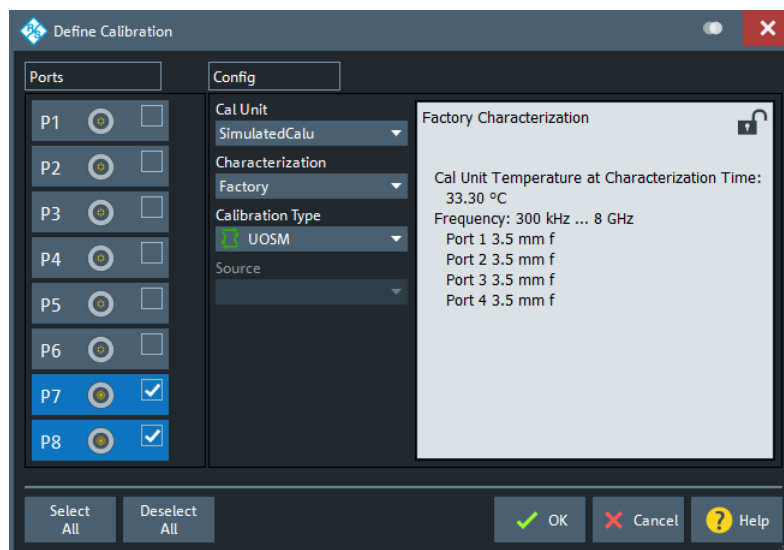 Define Calibration
Ports
Config
P1
P2
P3
P4
P5
P6
P7
P8
Cal Unit
SimulatedCalu
Characterization
Factory
Calibration Type
UOSM
Source
Factory Characterization
Cal Unit Temperature at Characterization Time:
33.30 °C
Frequency: 300 kHz ... 8 GHz
Port 1 3.5 mm f
Port 2 3.5 mm f
Port 3 3.5 mm f
Port 4 3.5 mm f
Select
All
Deselect
All
OK
Cancel
? Help